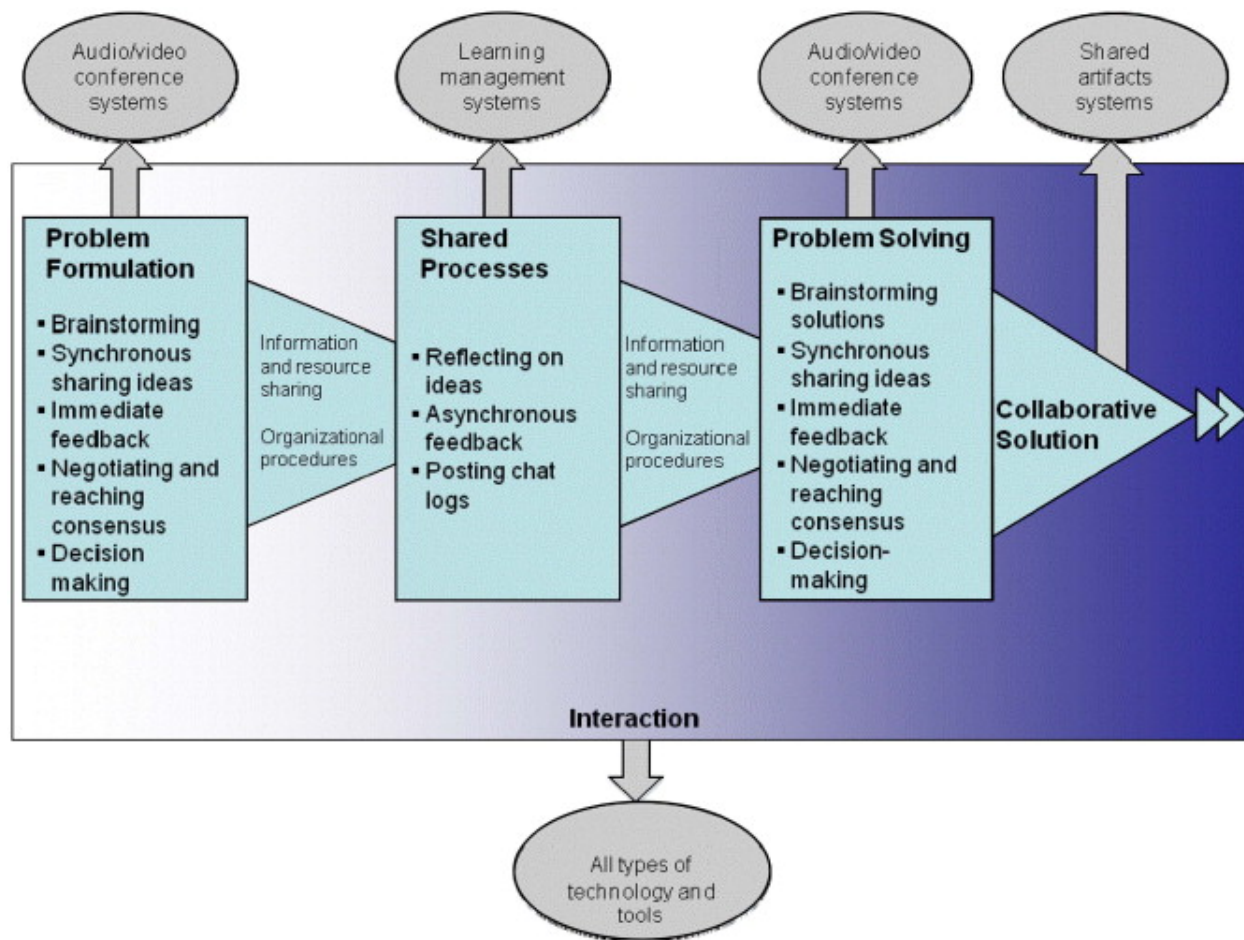 Audio/video
conference
systems
Learning
management
systems
Audio/video
conference
systems
Shared
artifacts
systems
Problem
Formulation
▪ Brainstorming
▪ Synchronous
sharing ideas
▪ Immediate
feedback
▪ Negotiating and
reaching
consensus
▪ Decision
making
Information
and resource
sharing
Organizational
procedures
Shared
Processes
▪ Reflecting on
ideas
▪ Asynchronous
feedback
▪ Posting chat
logs
Information
and resource
sharing
Organizational
procedures
Problem Solving
▪ Brainstorming
solutions
▪ Synchronous
sharing ideas
▪ Immediate
feedback
▪ Negotiating and
reaching
consensus
▪ Decision-
making
Collaborative
Solution
Interaction
All types of
technology and
tools